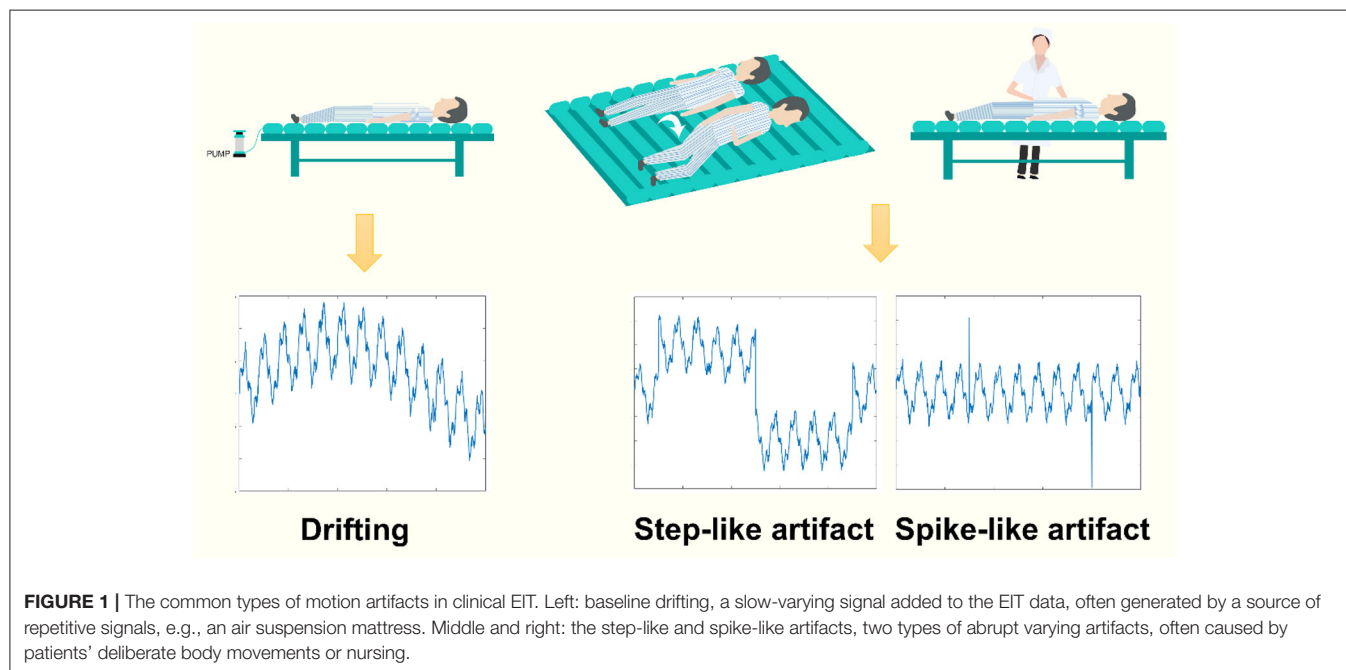 PUMP
Drifting
Step-like artifact
Spike-like artifact
FIGURE 1 | The common types of motion artifacts in clinical EIT. Left: baseline drifting, a slow-varying signal added to the EIT data, often generated by a source of
repetitive signals, e.g., an air suspension mattress. Middle and right: the step-like and spike-like artifacts, two types of abrupt varying artifacts, often caused by
patients' deliberate body movements or nursing.